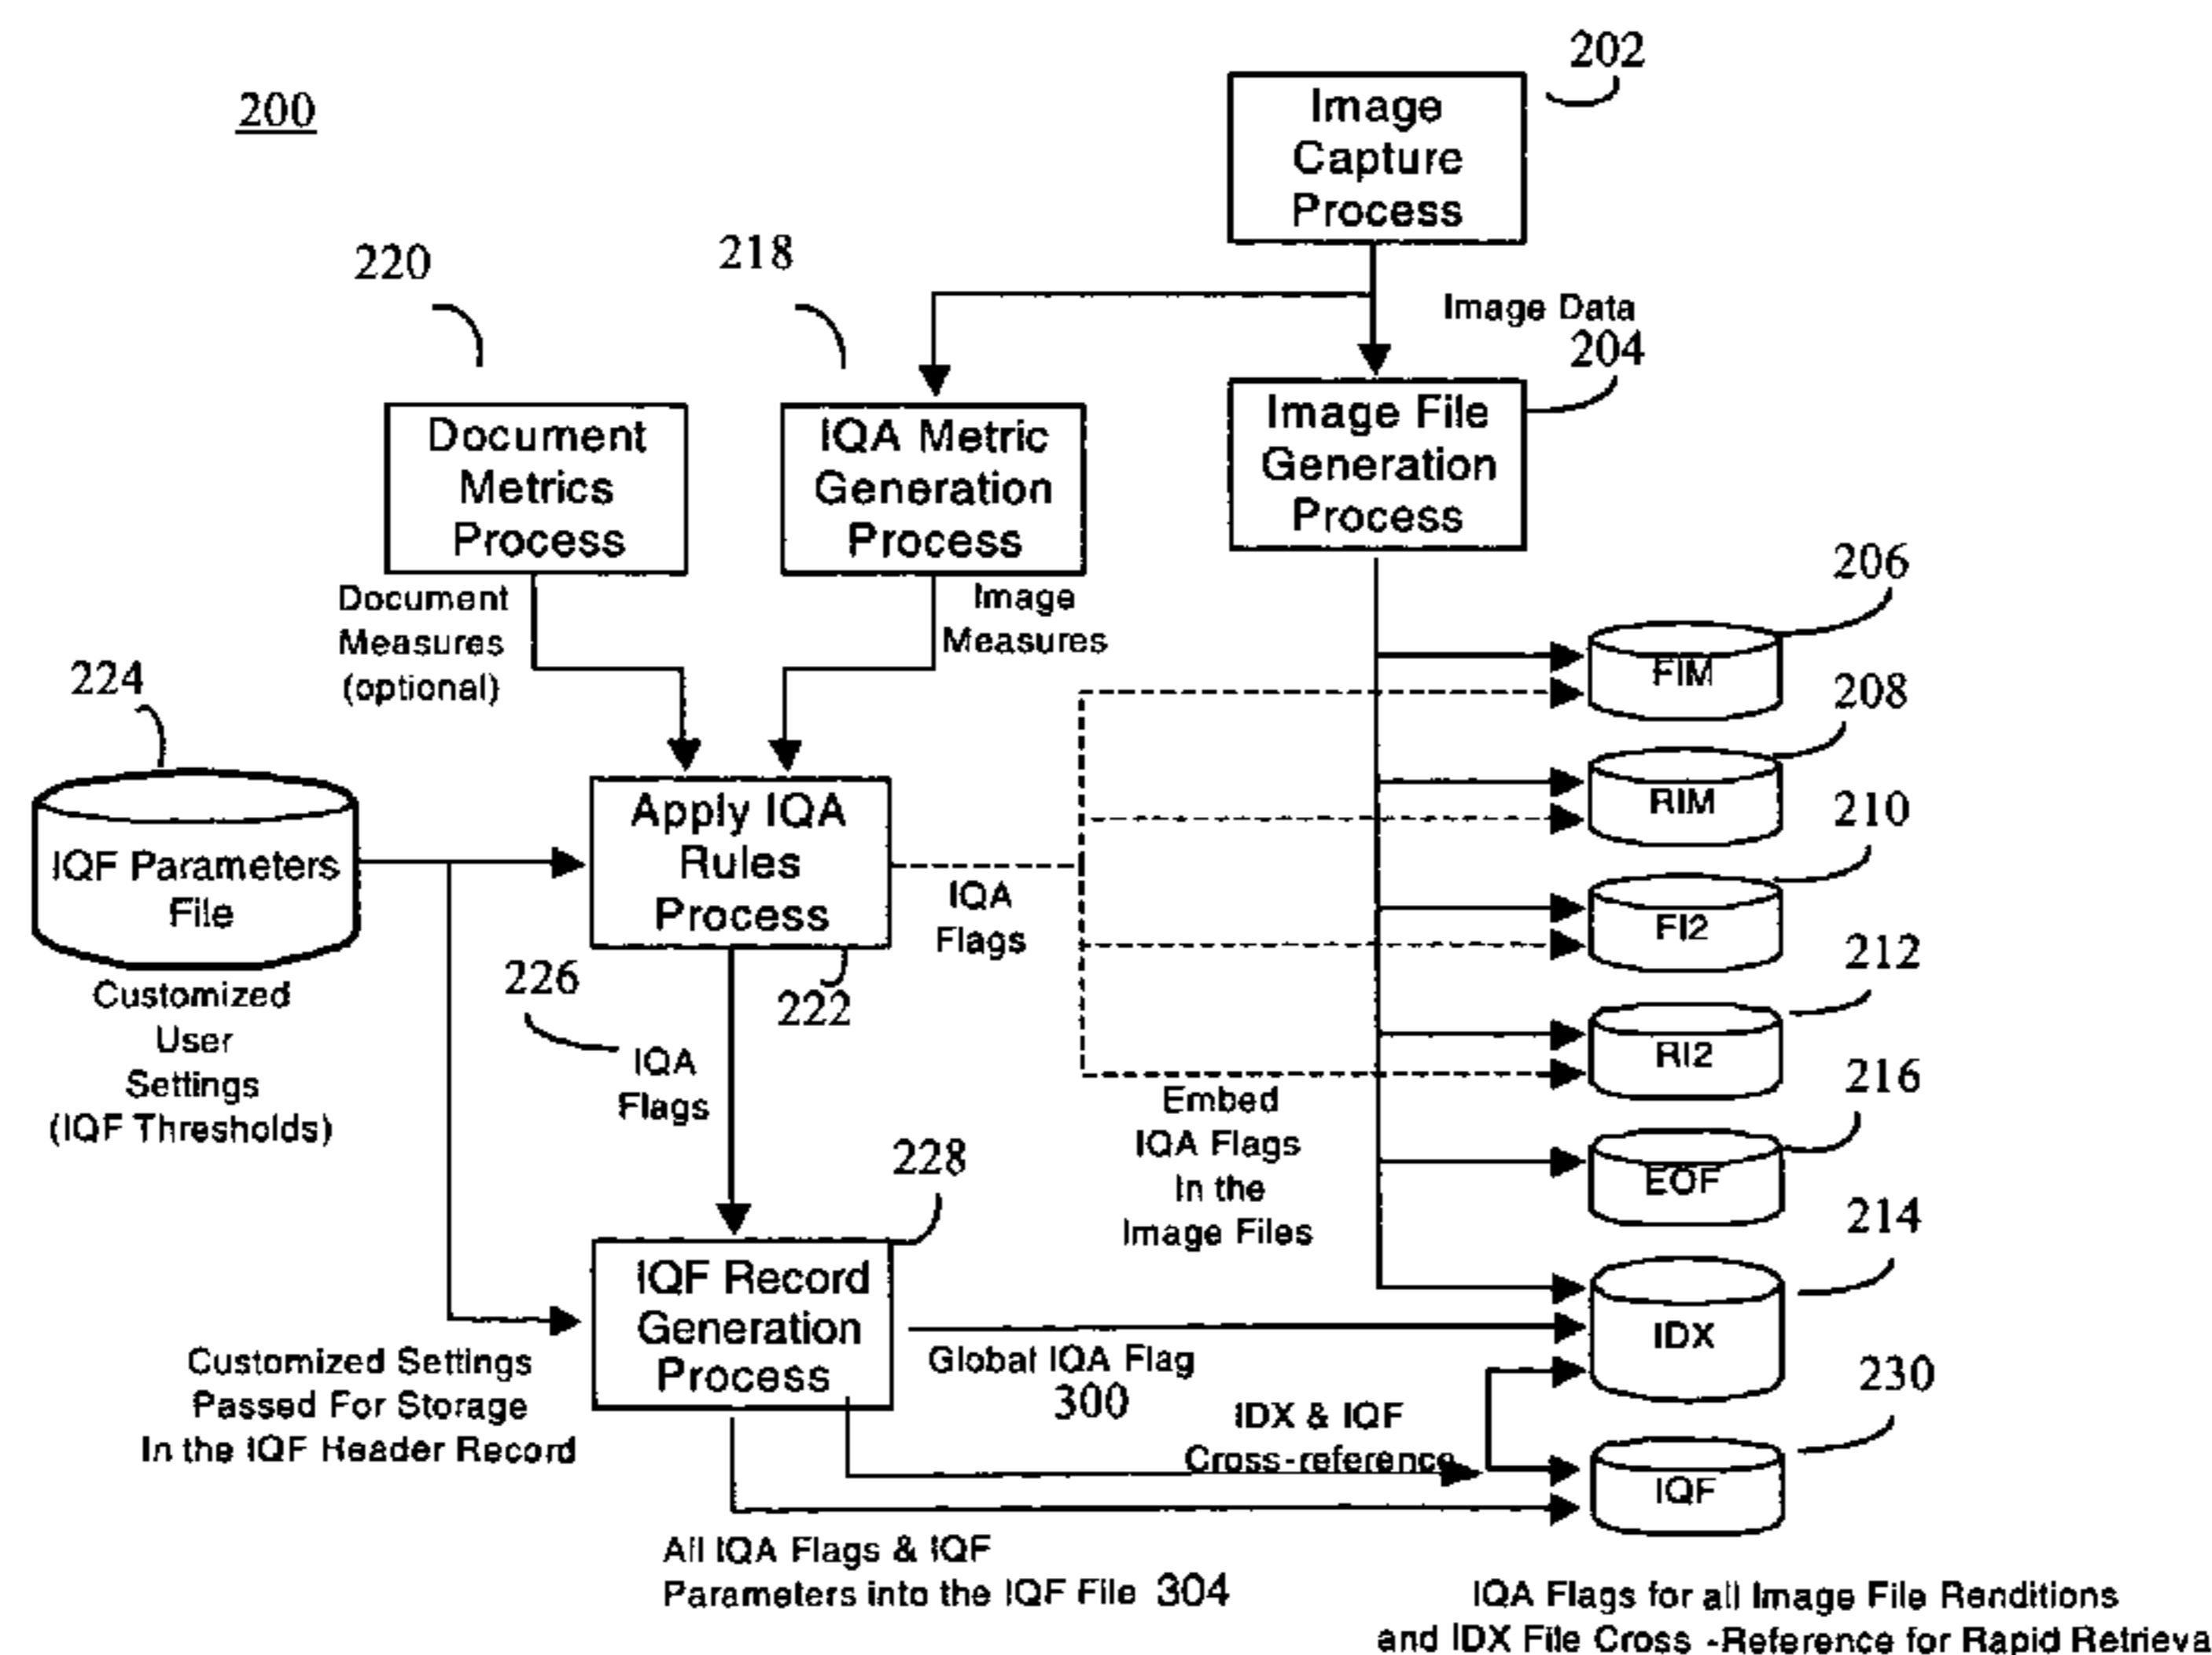 200
202
Image
Capture
Process
220
218
Image Data
204
Document
Metrics
Process
IQA Metric
Generation
Process
Image File
Generation
Process
Document
Measures
(optional)
Image
Measures
206
FIM
224
208
RIM
IQF Parameters
File
Customized
User
Settings
(IQF Thresholds)
Apply IQA
Rules
Process
222
IQA
Flags
210
FI2
212
RI2
226
IQA
Flags
Embed
IQA Flags
In the
Image Files
216
EOF
228
214
IDX
IQF Record
Generation
Process
Customized Settings
Passed For Storage
In the IQF Header Record
Global IQA Flag
300
IDX & IQF
Cross-reference
230
IQF
All IQA Flags & IQF
Parameters into the IQF File 304
IQA Flags for all Image File Renditions
and IDX File Cross -Reference for Rapid Retrieva